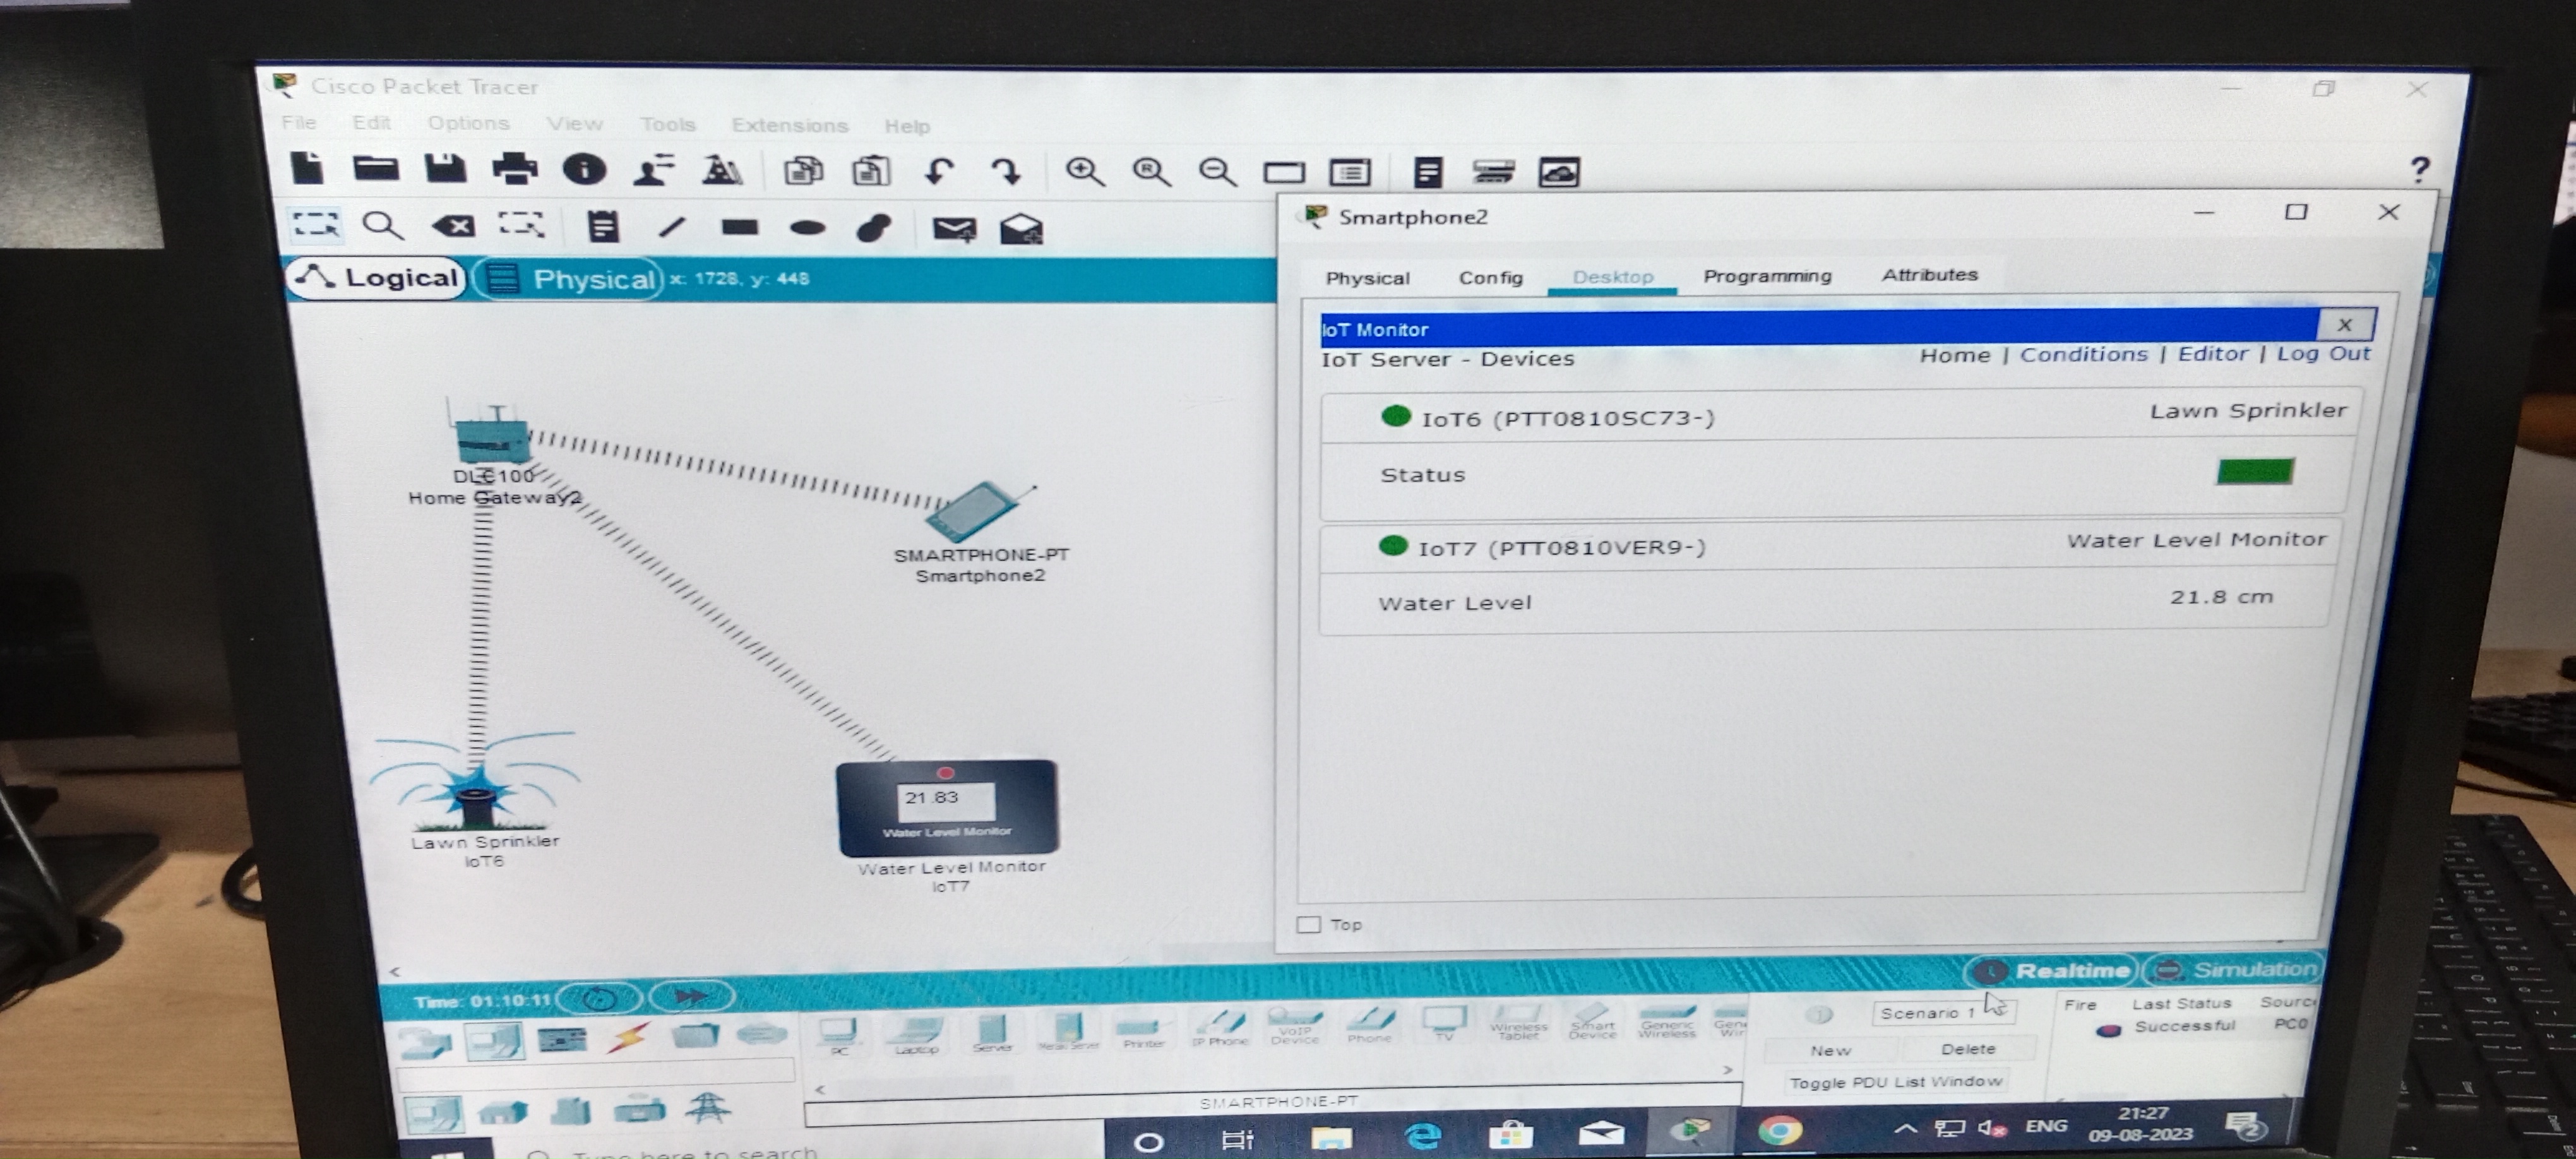 Cisco Packet Tracer
File Edit Options View Tools Extensions Help
?
Logical Physical x: 1728, y: 448
DLC100
Home Gateway2
SMARTPHONE-PT
Smartphone2
Lawn Sprinkler
IoT6
21.83
Water Level Monitor
Water Level Monitor
IoT7
Smartphone2
Physical Config Desktop Programming Attributes
IoT Monitor X
IoT Server - Devices Home | Conditions | Editor | Log Out
IoT6 (PTT0810SC73-) Lawn Sprinkler
Status
IoT7 (PTT0810VER9-) Water Level Monitor
Water Level 21.8 cm
Top
Time: 01:10:11 Realtime Simulation
PC Laptop Server Meraki Server Printer IP Phone VoIP Device Phone TV Wireless Tablet Smart Device Generic Wireless
SMARTPHONE-PT
Scenario 1
New Delete
Toggle PDU List Window
Fire Last Status Sourc
Successful PC0
Type here to search
ENG
21:27
09-08-2023
2